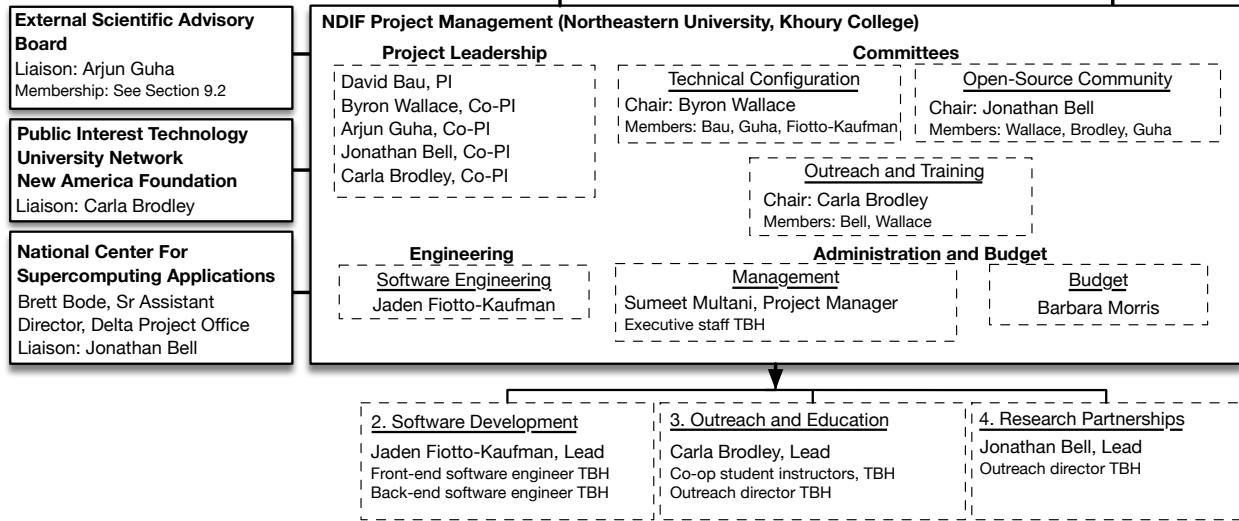 External Scientific Advisory
Board
Liaison: Arjun Guha
Membership: See Section 9.2
Public Interest Technology
University Network
New America Foundation
Liaison: Carla Brodley
National Center For
Supercomputing Applications
Brett Bode, Sr Assistant
Director, Delta Project Office
Liaison: Jonathan Bell
NDIF Project Management (Northeastern University, Khoury College)
Project Leadership
David Bau, PI
Byron Wallace, Co-PI
Arjun Guha, Co-PI
Jonathan Bell, Co-PI
Carla Brodley, Co-PI
Committees
Technical Configuration
Chair: Byron Wallace
Members: Bau, Guha, Fiotto-Kaufman
Open-Source Community
Chair: Jonathan Bell
Members: Wallace, Brodley, Guha
Outreach and Training
Chair: Carla Brodley
Members: Bell, Wallace
Engineering
Software Engineering
Jaden Fiotto-Kaufman
Administration and Budget
Management
Sumeet Multani, Project Manager
Executive staff TBH
Budget
Barbara Morris
2. Software Development
Jaden Fiotto-Kaufman, Lead
Front-end software engineer TBH
Back-end software engineer TBH
3. Outreach and Education
Carla Brodley, Lead
Co-op student instructors, TBH
Outreach director TBH
4. Research Partnerships
Jonathan Bell, Lead
Outreach director TBH